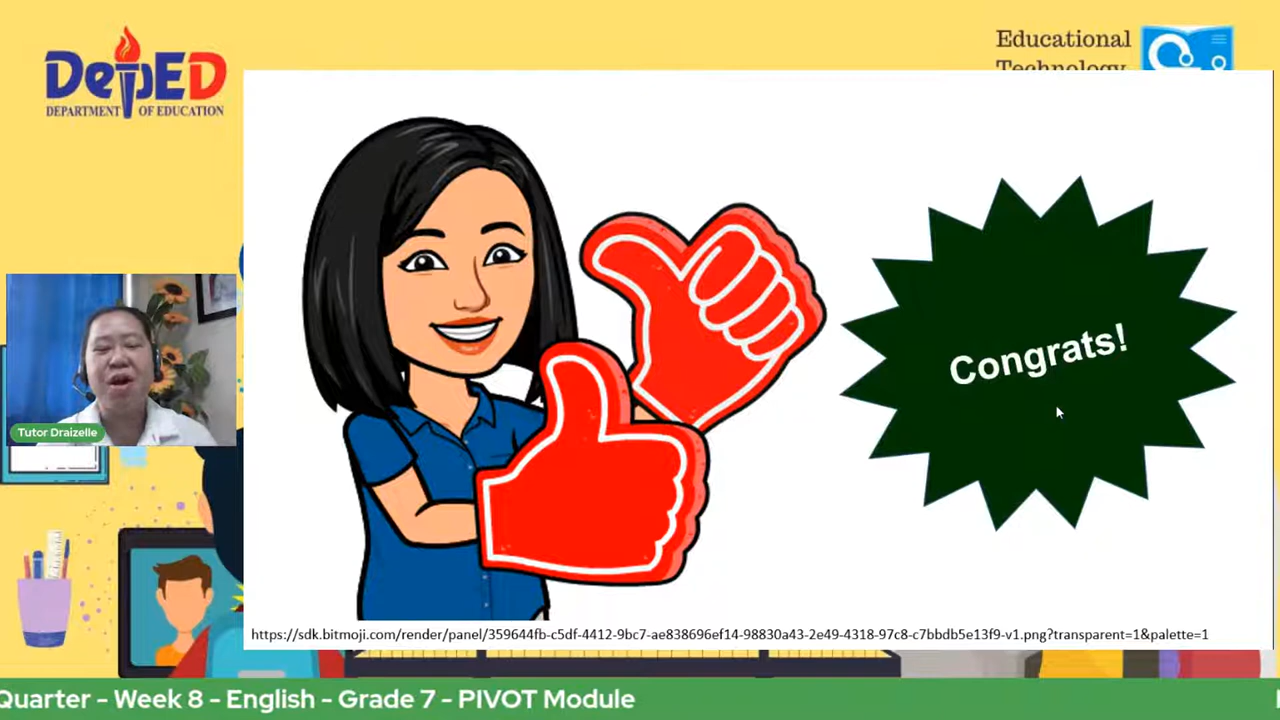 DepED
DEPARTMENT OF EDUCATION
Educational
Technology
Congrats!
Tutor Draizelle
https://sdk.bitmoji.com/render/panel/359644fb-c5df-4412-9bc7-ae838696ef14-98830a43-2e49-4318-97c8-c7bbdb5e13f9-v1.png?transparent=1&palette=1
Quarter - Week 8 - English - Grade 7 - PIVOT Module